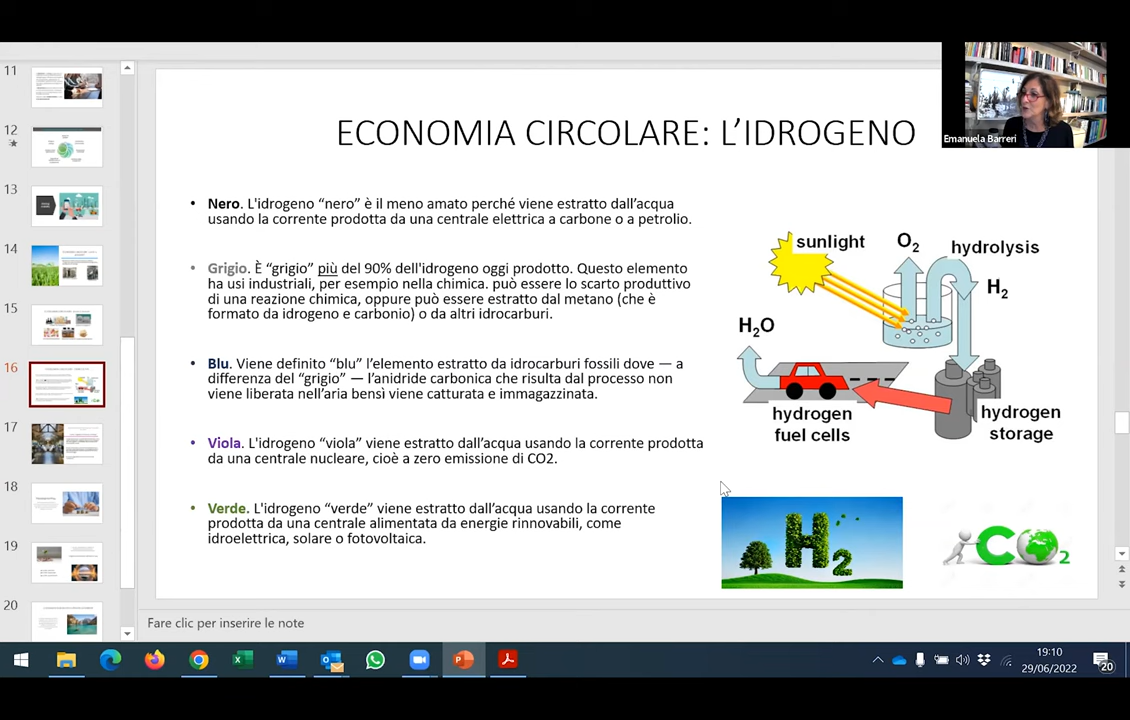 Emanuela Barreri
ECONOMIA CIRCOLARE: L’IDROGENO
• Nero. L'idrogeno “nero” è il meno amato perché viene estratto dall’acqua
usando la corrente prodotta da una centrale elettrica a carbone o a petrolio.
• Grigio. È “grigio” più del 90% dell'idrogeno oggi prodotto. Questo elemento
ha usi industriali, per esempio nella chimica. può essere lo scarto produttivo
di una reazione chimica, oppure può essere estratto dal metano (che è
formato da idrogeno e carbonio) o da altri idrocarburi.
• Blu. Viene definito “blu” l’elemento estratto da idrocarburi fossili dove — a
differenza del “grigio” — l’anidride carbonica che risulta dal processo non
viene liberata nell’aria bensì viene catturata e immagazzinata.
• Viola. L'idrogeno “viola” viene estratto dall’acqua usando la corrente prodotta
da una centrale nucleare, cioè a zero emissione di CO2.
• Verde. L'idrogeno “verde” viene estratto dall’acqua usando la corrente
prodotta da una centrale alimentata da energie rinnovabili, come
idroelettrica, solare o fotovoltaica.
sunlight
O2
hydrolysis
H2
H2O
hydrogen
fuel cells
hydrogen
storage
H2
CO2
11
12
13
14
15
16
17
18
19
20
Fare clic per inserire le note
19:10
29/06/2022
20